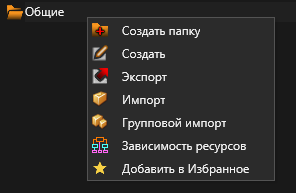 Общие
Создать папку
Создать
Экспорт
Импорт
Групповой импорт
Зависимость ресурсов
Добавить в Избранное